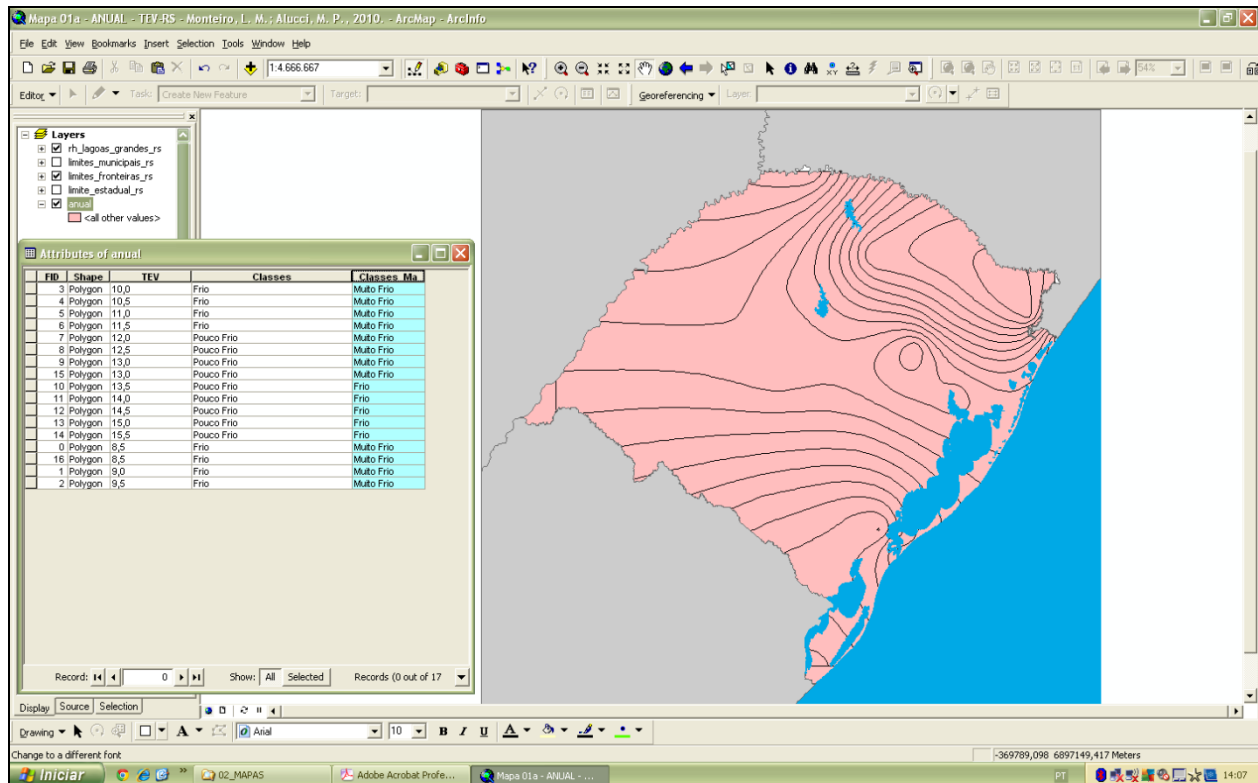 Mapa 01a - ANUAL - TEV-RS - Monteiro, L. M.; Alucci, M. P., 2010. - ArcMap - ArcInfo
File Edit View Bookmarks Insert Selection Tools Window Help
1:4.666.667
54%
Editor Task: Create New Feature Target: Georeferencing Layer:
Layers
rh_lagoas_grandes_rs
limites_municipais_rs
limites_fronteiras_rs
limite_estadual_rs
anual
<all other values>
Attributes of anual
FID Shape TEV Classes Classes_Ma
3 Polygon 10,0 Frio Muito Frio
4 Polygon 10,5 Frio Muito Frio
5 Polygon 11,0 Frio Muito Frio
6 Polygon 11,5 Frio Muito Frio
7 Polygon 12,0 Pouco Frio Muito Frio
8 Polygon 12,5 Pouco Frio Muito Frio
9 Polygon 13,0 Pouco Frio Muito Frio
15 Polygon 13,0 Pouco Frio Muito Frio
10 Polygon 13,5 Pouco Frio Frio
11 Polygon 14,0 Pouco Frio Frio
12 Polygon 14,5 Pouco Frio Frio
13 Polygon 15,0 Pouco Frio Frio
14 Polygon 15,5 Pouco Frio Frio
0 Polygon 8,5 Frio Muito Frio
16 Polygon 8,5 Frio Muito Frio
1 Polygon 9,0 Frio Muito Frio
2 Polygon 9,5 Frio Muito Frio
Record: 0 Show: All Selected Records (0 out of 17
Display Source Selection
Drawing A Arial 10 B I U A
Change to a different font
-369789,098 6897149,417 Meters
Iniciar » 02_MAPAS Adobe Acrobat Profe... Mapa 01a - ANUAL - ... PT 14:07